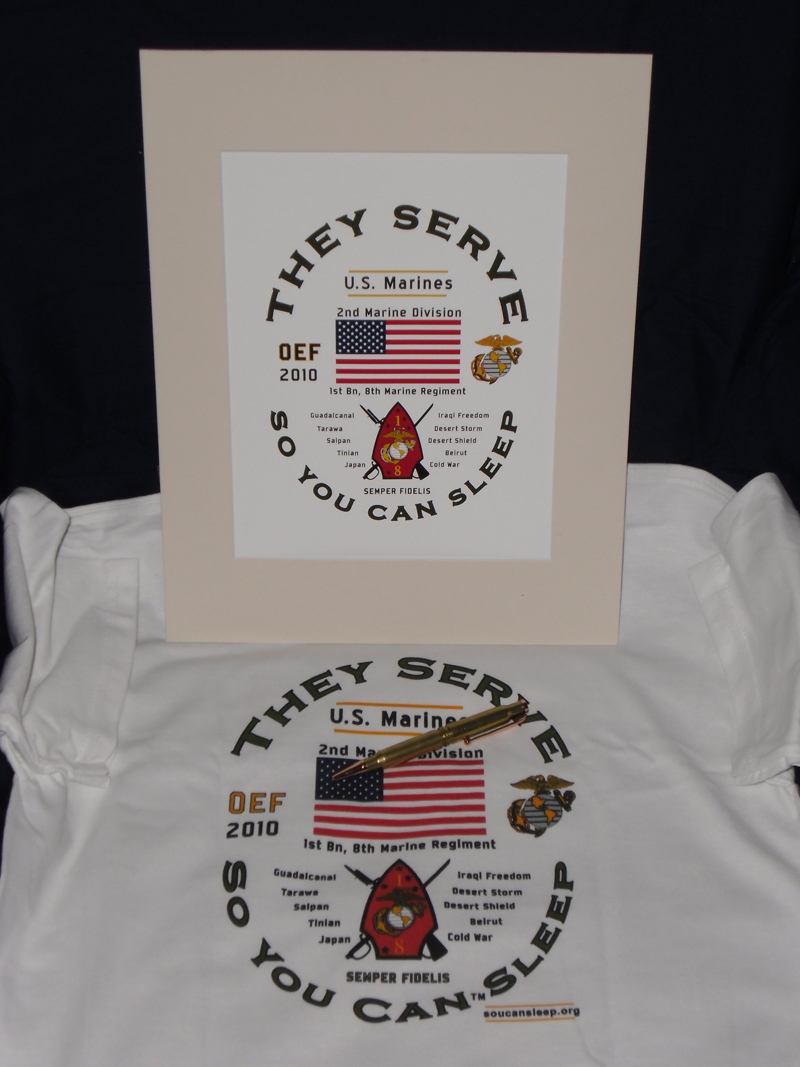 THEY SERVE
U.S. Marines
2nd Marine Division
OEF
2010
1st Bn, 8th Marine Regiment
Guadalcanal
Tarawa
Saipan
Tinian
Japan
1
8
Iraqi Freedom
Desert Storm
Desert Shield
Beirut
Cold War
SEMPER FIDELIS
SO YOU CAN SLEEP
THEY SERVE
U.S. Marines
2nd Division
OEF
2010
1st Bn, 8th Marine Regiment
Guadalcanal
Tarawa
Saipan
Tinian
Japan
1
8
Iraqi Freedom
Desert Storm
Desert Shield
Beirut
Cold War
SEMPER FIDELIS
SO YOU CAN SLEEP™
soucansleep.org